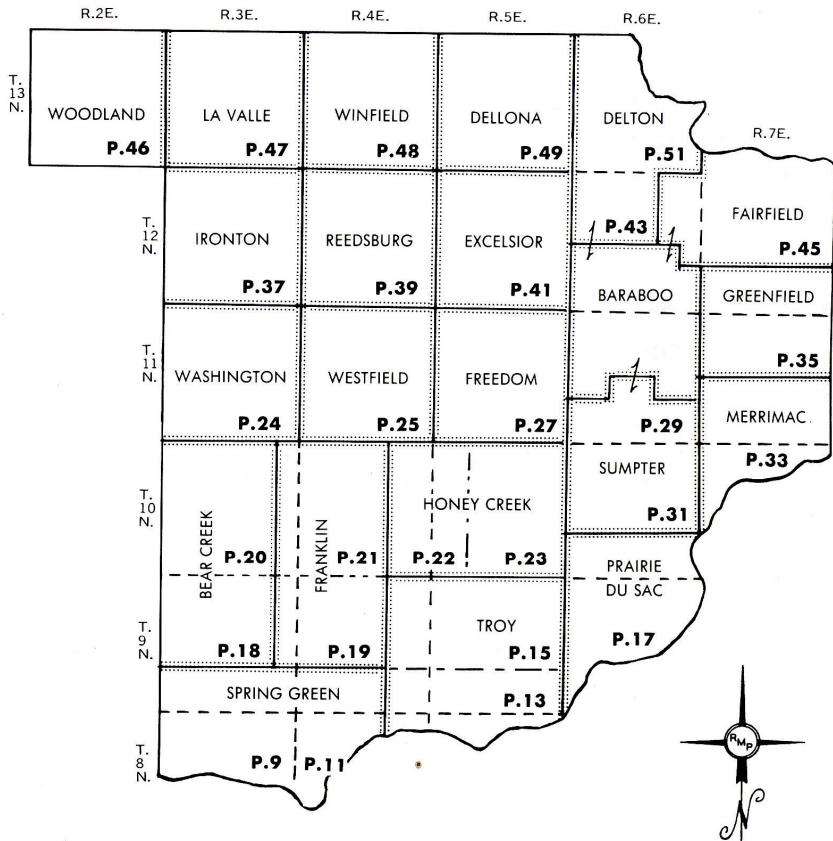 R.2E. R.3E. R.4E. R.5E. R.6E.
T.
13
N.
WOODLAND LA VALLE WINFIELD DELLONA DELTON
R.7E.
P.46 P.47 P.48 P.49 P.51
T.
12
N.
IRONTON REEDSBURG EXCELSIOR P.43 FAIRFIELD
P.45
P.37 P.39 P.41
BARABOO GREENFIELD
T.
11
N.
WASHINGTON WESTFIELD FREEDOM P.35
P.24 P.25 P.27 P.29 MERRIMAC
P.33
SUMPTER
T.
10
N.
BEAR CREEK FRANKLIN HONEY CREEK P.31
P.20 P.21 P.22 P.23
PRAIRIE
DU SAC
T.
9
N.
TROY P.17
P.18 P.19 P.15
SPRING GREEN P.13
T.
8
N.
P.9 P.11
RMP
N